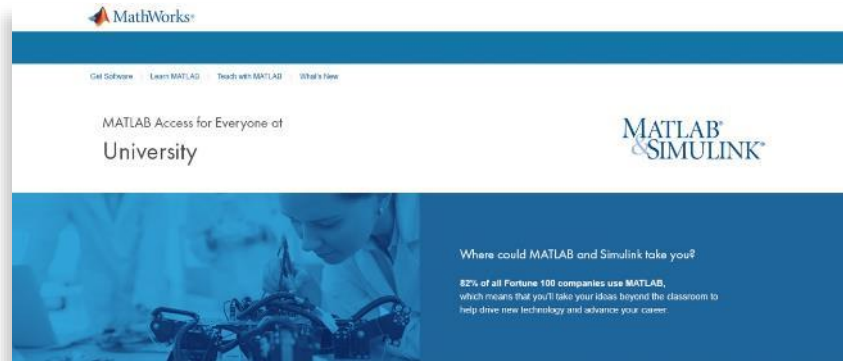 MathWorks®
Get Software Learn MATLAB Teach with MATLAB What's New
MATLAB Access for Everyone at
University
MATLAB®
&SIMULINK®
Where could MATLAB and Simulink take you?
82% of all Fortune 100 companies use MATLAB,
which means that you'll take your ideas beyond the classroom to
help drive new technology and advance your career.